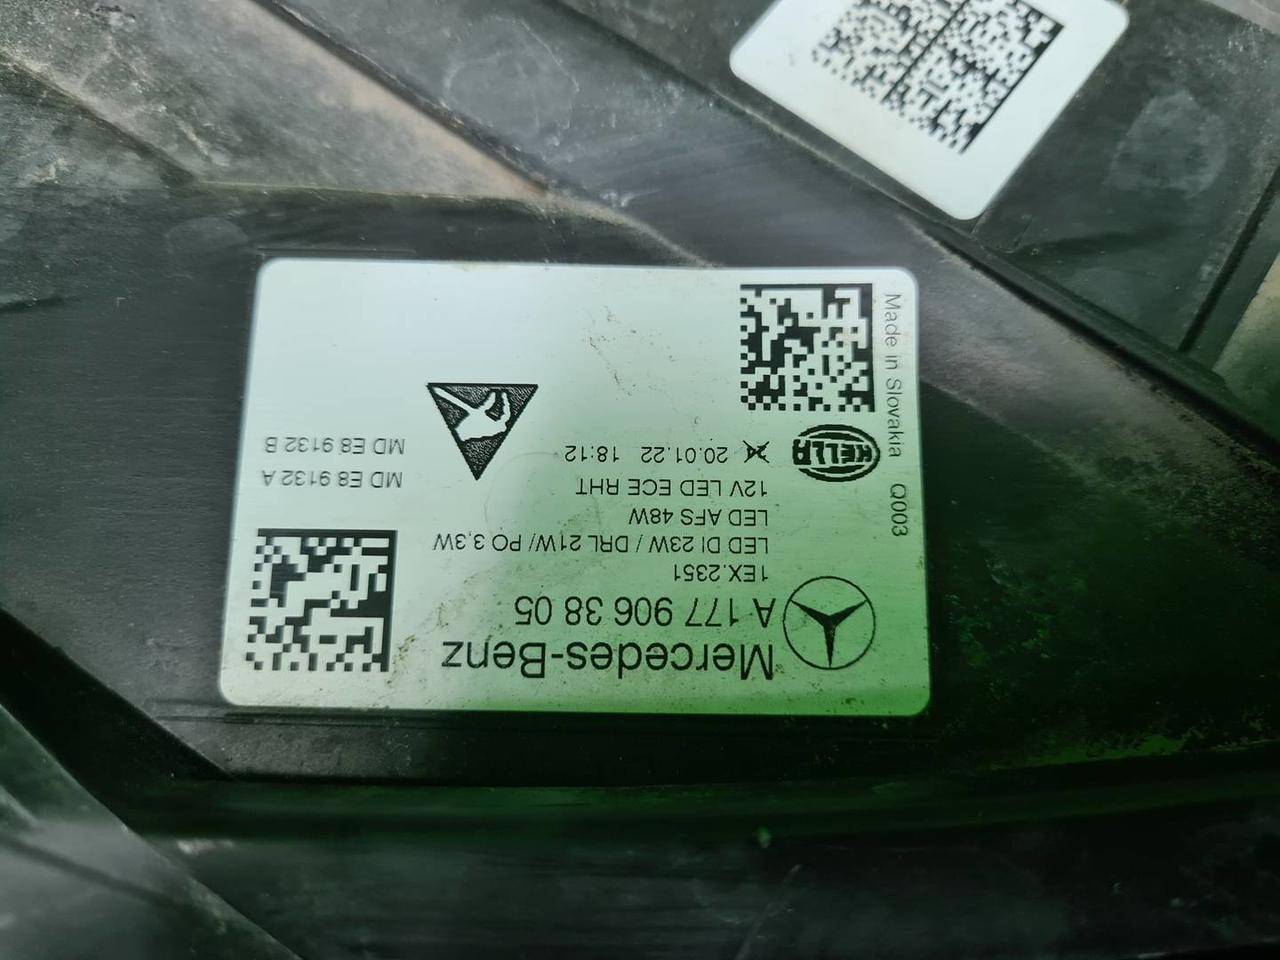 Mercedes-Benz
A 177 906 38 05
1EX.2351
LED DI 23W / DRL 21W/ PO 3,3W
LED AFS 48W
12V LED ECE RHT
20.01.22 18:12
MD E8 9132 A
MD E8 9132 B
HELLA
Made in Slovakia Q003